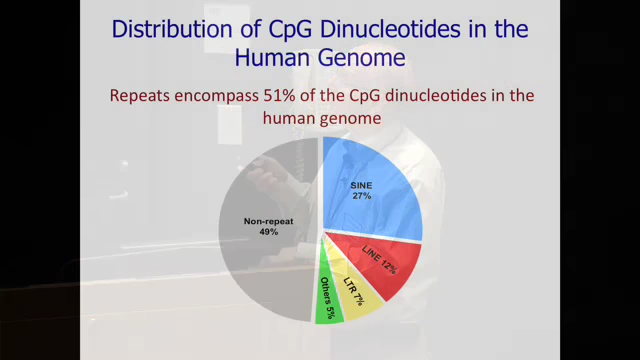 Distribution of CpG Dinucleotides in the
Human Genome
Repeats encompass 51% of the CpG dinucleotides in the
human genome
SINE
27%
Non-repeat
49%
LINE 12%
LTR 7%
Others 5%